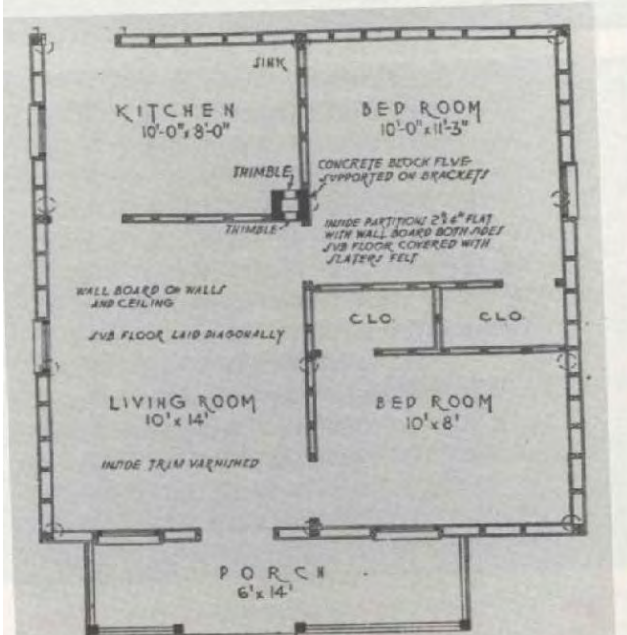 SINK
KITCHEN
10'-0" x 8'-0"
BED ROOM
10'-0" x 11'-3"
THIMBLE
CONCRETE BLOCK FLUE
SUPPORTED ON BRACKETS
THIMBLE
INSIDE PARTITIONS 2"x4" FLAT
WITH WALL BOARD BOTH SIDES
SUB FLOOR COVERED WITH
SLATERS FELT
WALL BOARD ON WALLS
AND CEILING
SUB FLOOR LAID DIAGONALLY
CLO.
CLO.
LIVING ROOM
10' x 14'
BED ROOM
10' x 8'
INSIDE TRIM VARNISHED
PORCH
6' x 14'